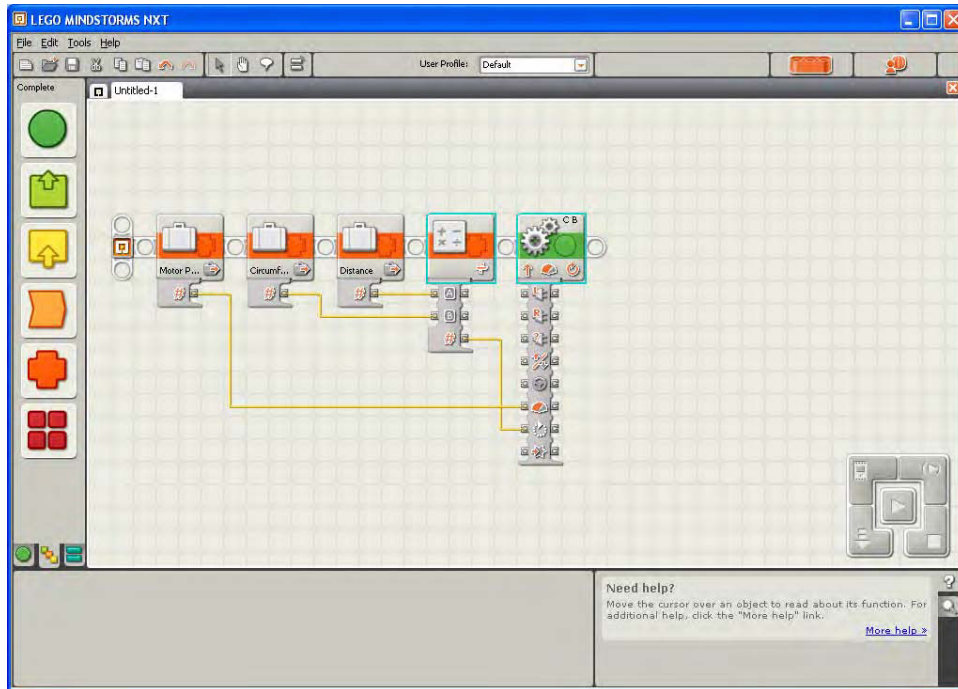 LEGO MINDSTORMS NXT
File Edit Tools Help
User Profile: Default
Complete
Untitled-1
C B
Motor P...
Circumf...
Distance
A
B
Need help?
Move the cursor over an object to read about its function. For
additional help, click the "More help" link.
More help »